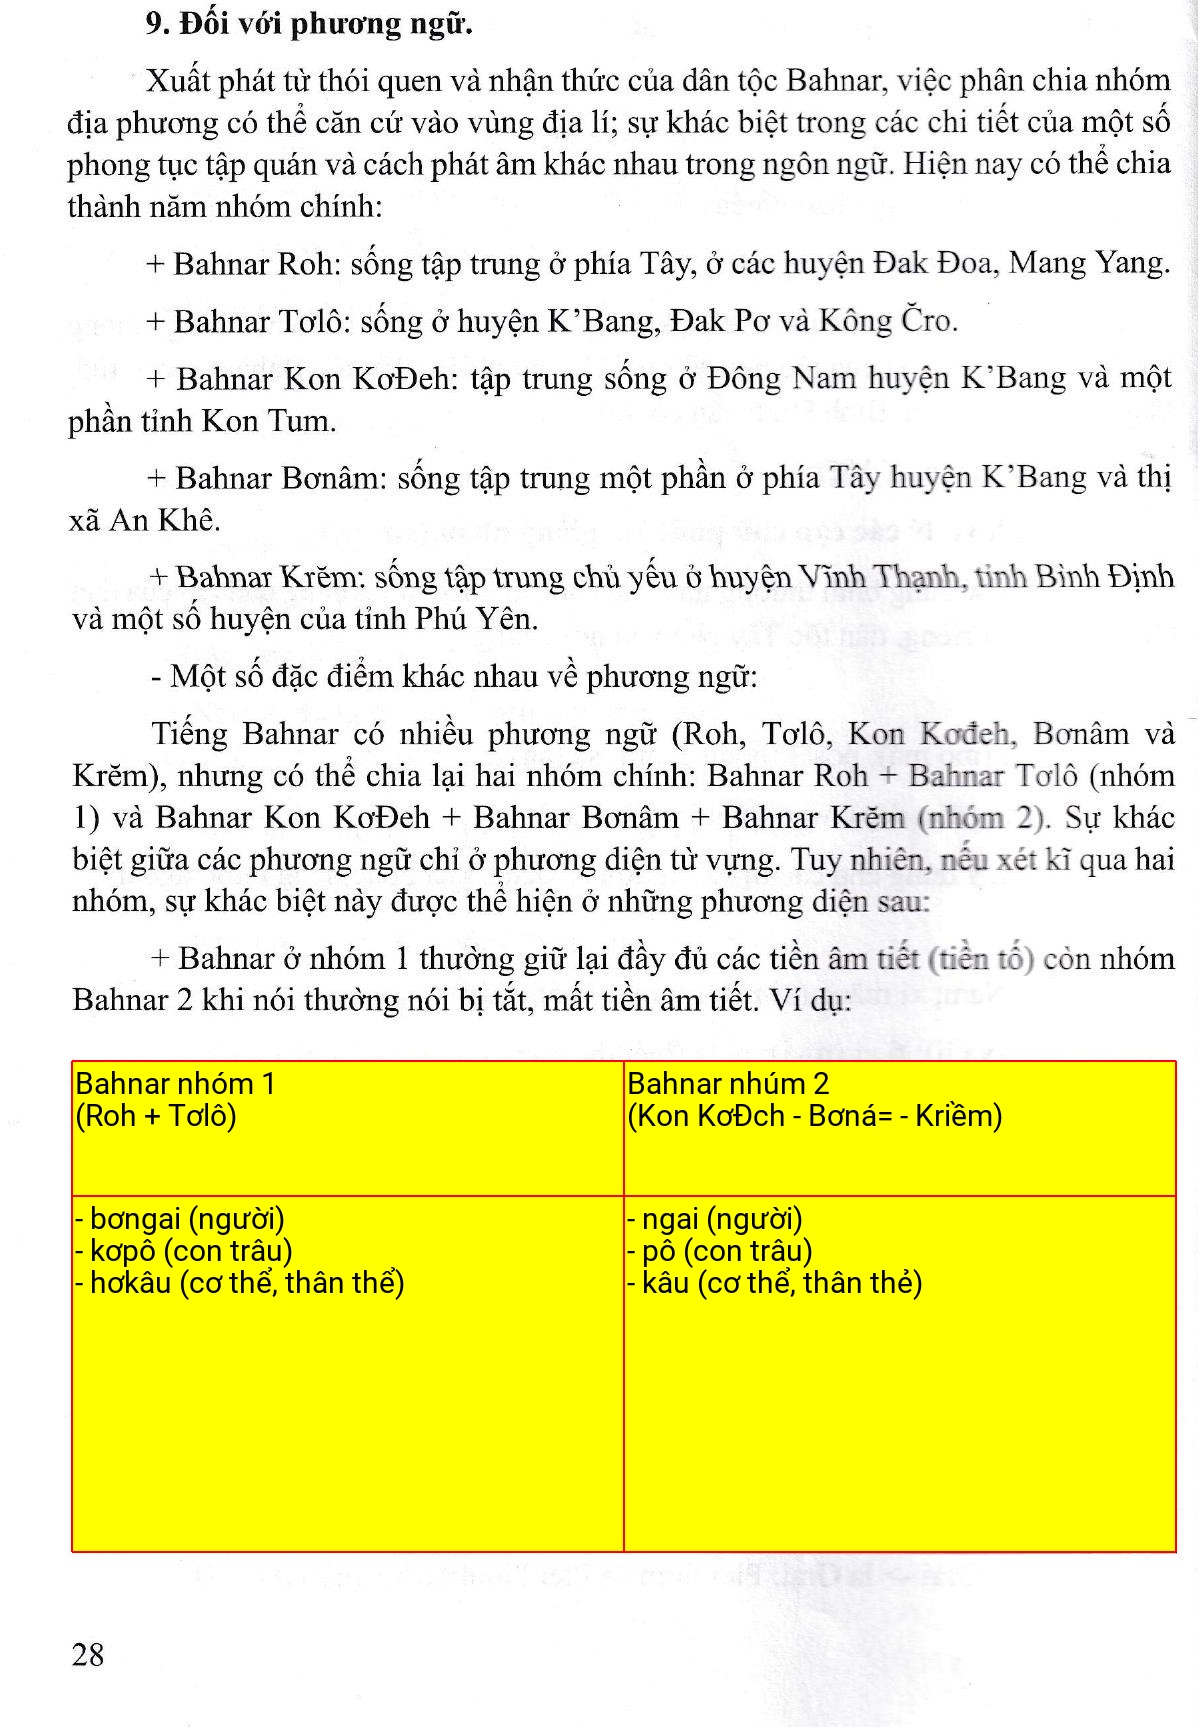 9. Đối với phương ngữ.
Xuất phát từ thói quen và nhận thức của dân tộc Bahnar, việc phân chia nhóm
địa phương có thể căn cứ vào vùng địa lí; sự khác biệt trong các chi tiết của một số
phong tục tập quán và cách phát âm khác nhau trong ngôn ngữ. Hiện nay có thể chia
thành năm nhóm chính:
+ Bahnar Roh: sống tập trung ở phía Tây, ở các huyện Đak Đoa, Mang Yang.
+ Bahnar Tơlô: sống ở huyện K’Bang, Đak Pơ và Kông Čro.
+ Bahnar Kon KơĐeh: tập trung sống ở Đông Nam huyện K’Bang và một
phần tỉnh Kon Tum.
+ Bahnar Bơnâm: sống tập trung một phần ở phía Tây huyện K’Bang và thị
xã An Khê.
+ Bahnar Krĕm: sống tập trung chủ yếu ở huyện Vĩnh Thạnh, tỉnh Bình Định
và một số huyện của tỉnh Phú Yên.
- Một số đặc điểm khác nhau về phương ngữ:
Tiếng Bahnar có nhiều phương ngữ (Roh, Tơlô, Kon Kơđeh, Bơnâm và
Krĕm), nhưng có thể chia lại hai nhóm chính: Bahnar Roh + Bahnar Tơlô (nhóm
1) và Bahnar Kon KơĐeh + Bahnar Bơnâm + Bahnar Krĕm (nhóm 2). Sự khác
biệt giữa các phương ngữ chỉ ở phương diện từ vựng. Tuy nhiên, nếu xét kĩ qua hai
nhóm, sự khác biệt này được thể hiện ở những phương diện sau:
+ Bahnar ở nhóm 1 thường giữ lại đầy đủ các tiền âm tiết (tiền tố) còn nhóm
Bahnar 2 khi nói thường nói bị tắt, mất tiền âm tiết. Ví dụ:
Bahnar nhóm 1
(Roh + Tơlô)
Bahnar nhúm 2
(Kon KơĐch - Bơná= - Kriềm)
- bơngai (người)
- kơpô (con trâu)
- hơkâu (cơ thể, thân thể)
- ngai (người)
- pô (con trâu)
- kâu (cơ thể, thân thẻ)
28